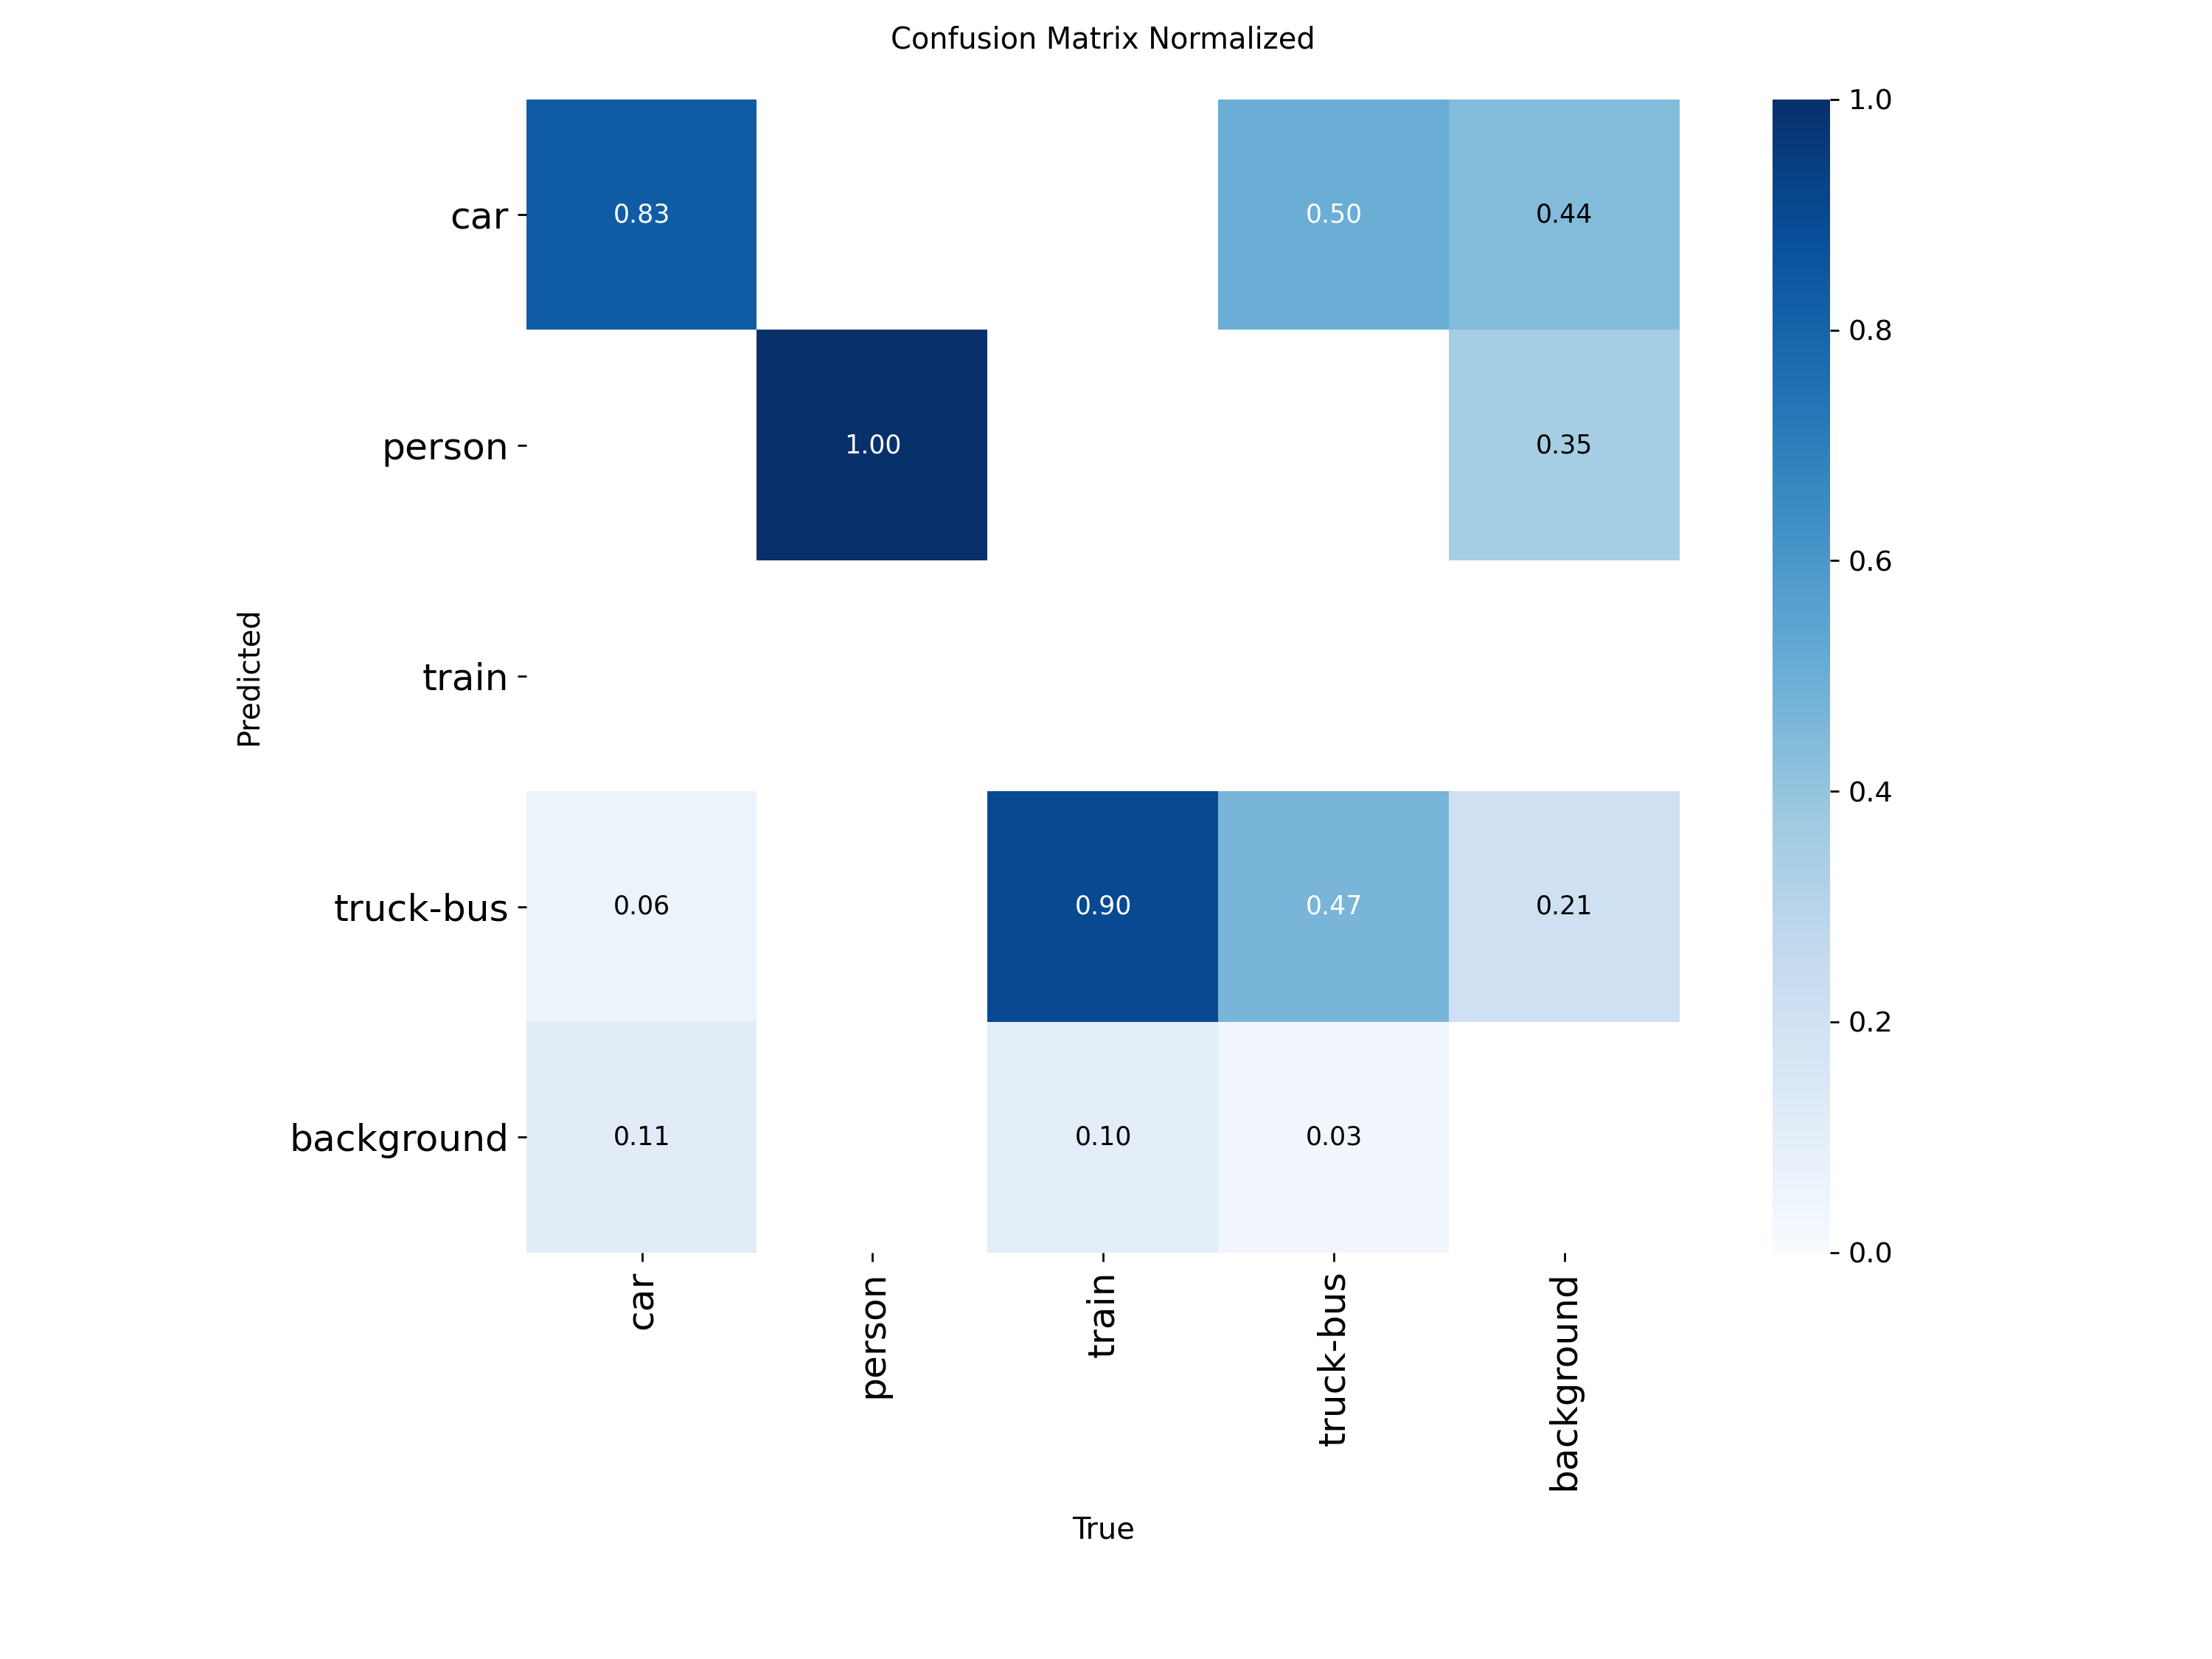 Confusion Matrix Normalized
car
person
train
truck-bus
background
Predicted
0.83
0.50
0.44
1.00
0.35
0.06
0.90
0.47
0.21
0.11
0.10
0.03
car
person
train
truck-bus
background
True
1.0
0.8
0.6
0.4
0.2
0.0